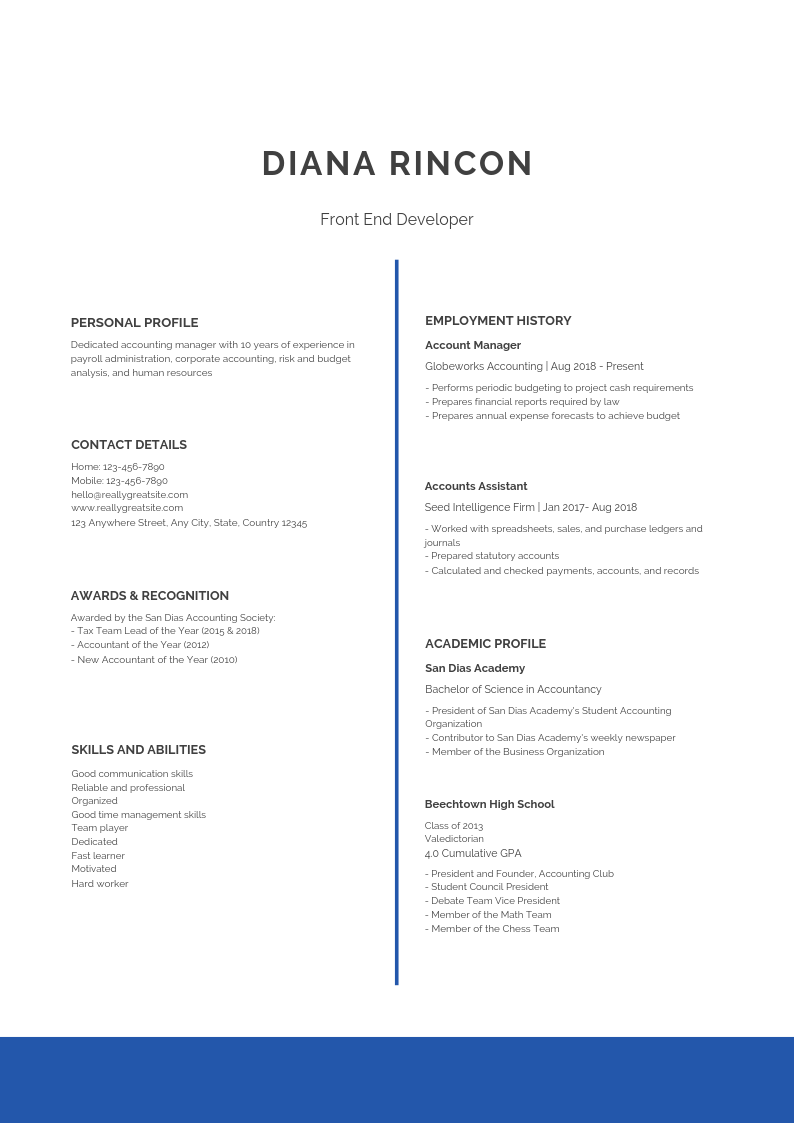 DIANA RINCON
Front End Developer
PERSONAL PROFILE
Dedicated accounting manager with 10 years of experience in
payroll administration, corporate accounting, risk and budget
analysis, and human resources
CONTACT DETAILS
Home: 123-456-7890
Mobile: 123-456-7890
hello@reallygreatsite.com
www.reallygreatsite.com
123 Anywhere Street, Any City, State, Country 12345
AWARDS & RECOGNITION
Awarded by the San Dias Accounting Society:
- Tax Team Lead of the Year (2015 & 2018)
- Accountant of the Year (2012)
- New Accountant of the Year (2010)
SKILLS AND ABILITIES
Good communication skills
Reliable and professional
Organized
Good time management skills
Team player
Dedicated
Fast learner
Motivated
Hard worker
EMPLOYMENT HISTORY
Account Manager
Globeworks Accounting | Aug 2018 - Present
- Performs periodic budgeting to project cash requirements
- Prepares financial reports required by law
- Prepares annual expense forecasts to achieve budget
Accounts Assistant
Seed Intelligence Firm | Jan 2017- Aug 2018
- Worked with spreadsheets, sales, and purchase ledgers and
journals
- Prepared statutory accounts
- Calculated and checked payments, accounts, and records
ACADEMIC PROFILE
San Dias Academy
Bachelor of Science in Accountancy
- President of San Dias Academy's Student Accounting
Organization
- Contributor to San Dias Academy's weekly newspaper
- Member of the Business Organization
Beechtown High School
Class of 2013
Valedictorian
4.0 Cumulative GPA
- President and Founder, Accounting Club
- Student Council President
- Debate Team Vice President
- Member of the Math Team
- Member of the Chess Team